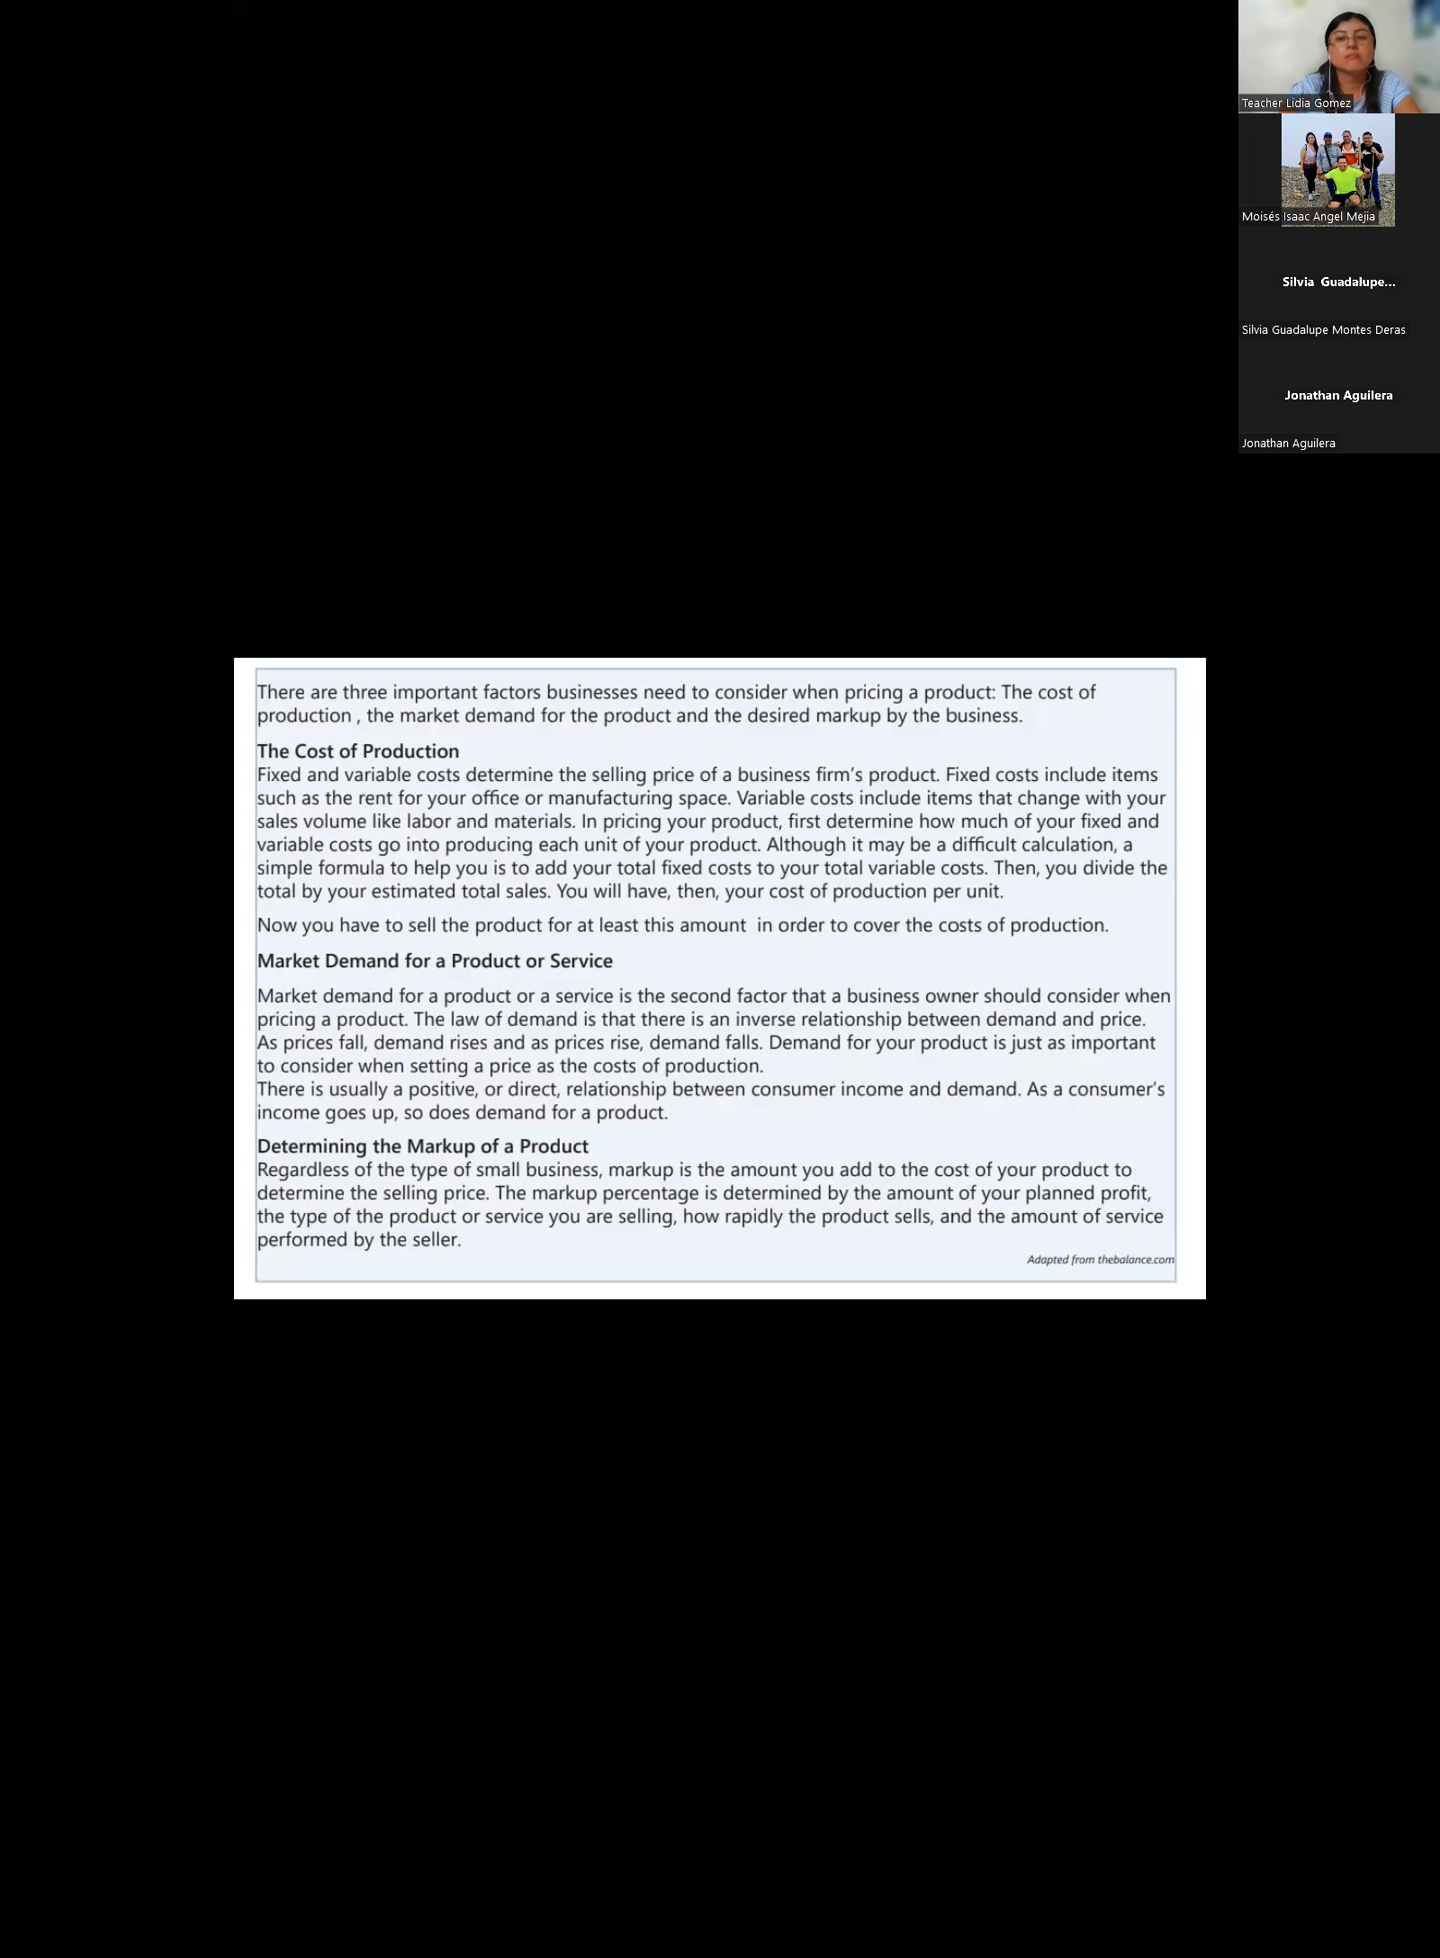 Teacher Lidia Gomez
Moisés Isaac Angel Mejia
Silvia Guadalupe...
Silvia Guadalupe Montes Deras
Jonathan Aguilera
Jonathan Aguilera
There are three important factors businesses need to consider when pricing a product: The cost of
production , the market demand for the product and the desired markup by the business.
The Cost of Production
Fixed and variable costs determine the selling price of a business firm's product. Fixed costs include items
such as the rent for your office or manufacturing space. Variable costs include items that change with your
sales volume like labor and materials. In pricing your product, first determine how much of your fixed and
variable costs go into producing each unit of your product. Although it may be a difficult calculation, a
simple formula to help you is to add your total fixed costs to your total variable costs. Then, you divide the
total by your estimated total sales. You will have, then, your cost of production per unit.
Now you have to sell the product for at least this amount  in order to cover the costs of production.
Market Demand for a Product or Service
Market demand for a product or a service is the second factor that a business owner should consider when
pricing a product. The law of demand is that there is an inverse relationship between demand and price.
As prices fall, demand rises and as prices rise, demand falls. Demand for your product is just as important
to consider when setting a price as the costs of production.
There is usually a positive, or direct, relationship between consumer income and demand. As a consumer's
income goes up, so does demand for a product.
Determining the Markup of a Product
Regardless of the type of small business, markup is the amount you add to the cost of your product to
determine the selling price. The markup percentage is determined by the amount of your planned profit,
the type of the product or service you are selling, how rapidly the product sells, and the amount of service
performed by the seller.
Adapted from thebalance.com